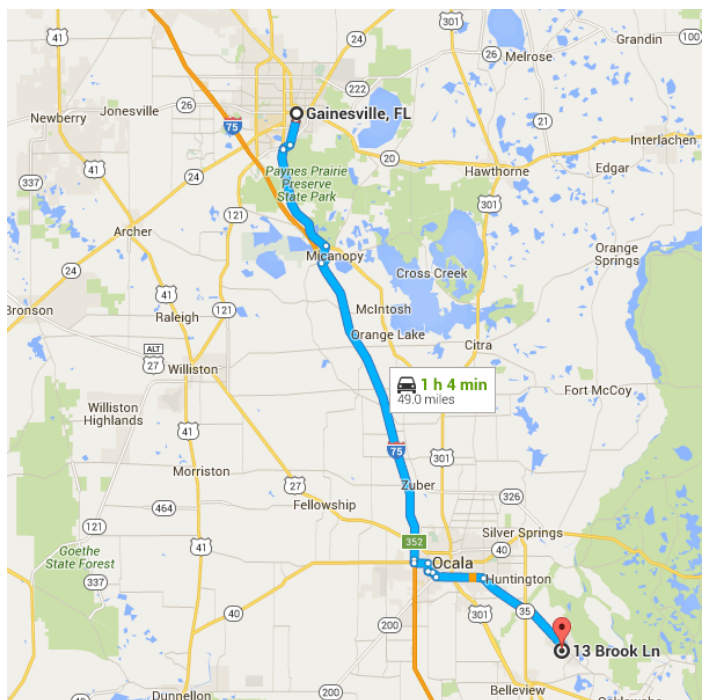 301
Grandin
41
24
26
Melrose
100
222
26
Jonesville
26
Gainesville, FL
21
Newberry
75
Interlachen
41
20
Paynes Prairie
Preserve
State Park
Hawthorne
Edgar
337
24
121
301
Archer
Micanopy
Orange
Springs
24
Cross Creek
41
McIntosh
Bronson
121
Raleigh
Orange Lake
Citra
ALT
27
Williston
1 h 4 min
49.0 miles
Fort McCoy
Williston
Highlands
41
75
301
Morriston
27
Zuber
326
464
Fellowship
121
352
Silver Springs
Goethe
State Forest
41
Ocala
40
337
Huntington
40
301
35
200
13 Brook Ln
200
Belleview
Dunnellon